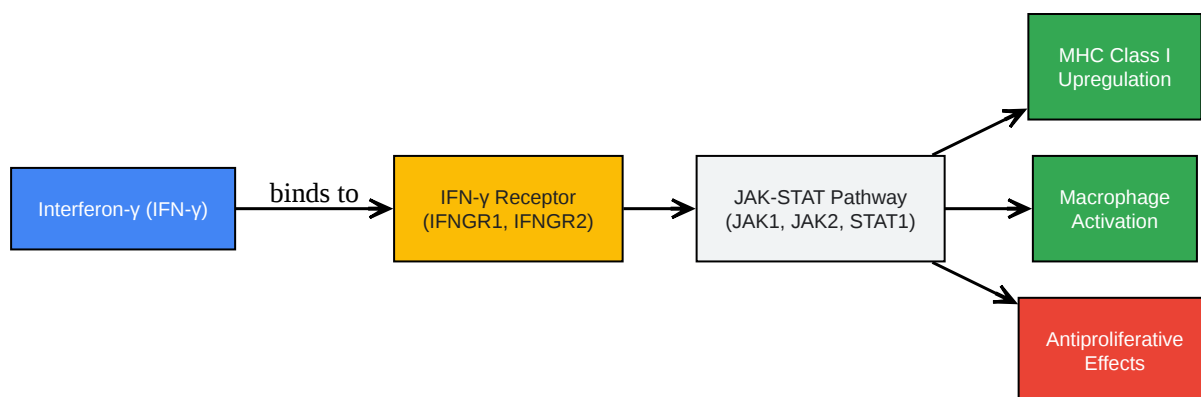 Interferon-γ (IFN-γ)
binds to
IFN-γ Receptor
(IFNGR1, IFNGR2)
JAK-STAT Pathway
(JAK1, JAK2, STAT1)
MHC Class I
Upregulation
Macrophage
Activation
Antiproliferative
Effects